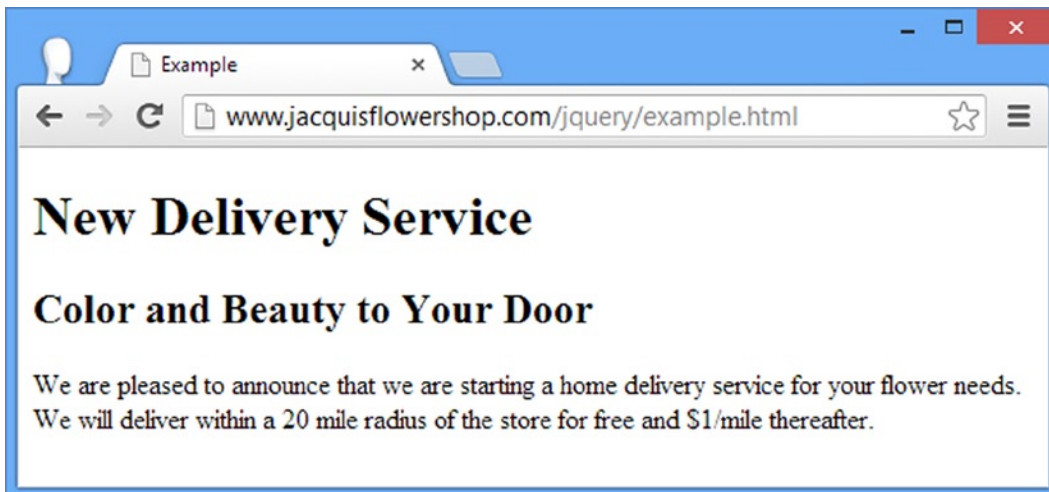 Example
www.jacquisflowershop.com/jquery/example.html
New Delivery Service
Color and Beauty to Your Door
We are pleased to announce that we are starting a home delivery service for your flower needs.
We will deliver within a 20 mile radius of the store for free and $1/mile thereafter.